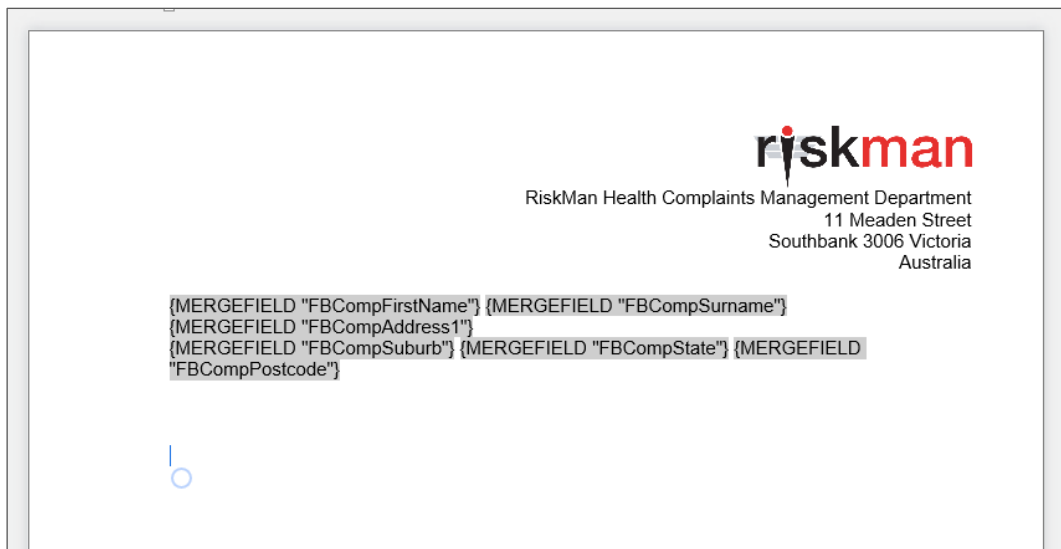 riskman
RiskMan Health Complaints Management Department
11 Meaden Street
Southbank 3006 Victoria
Australia
{MERGEFIELD "FBCompFirstName"} {MERGEFIELD "FBCompSurname"}
{MERGEFIELD "FBCompAddress1"}
{MERGEFIELD "FBCompSuburb"} {MERGEFIELD "FBCompState"} {MERGEFIELD
"FBCompPostcode"}